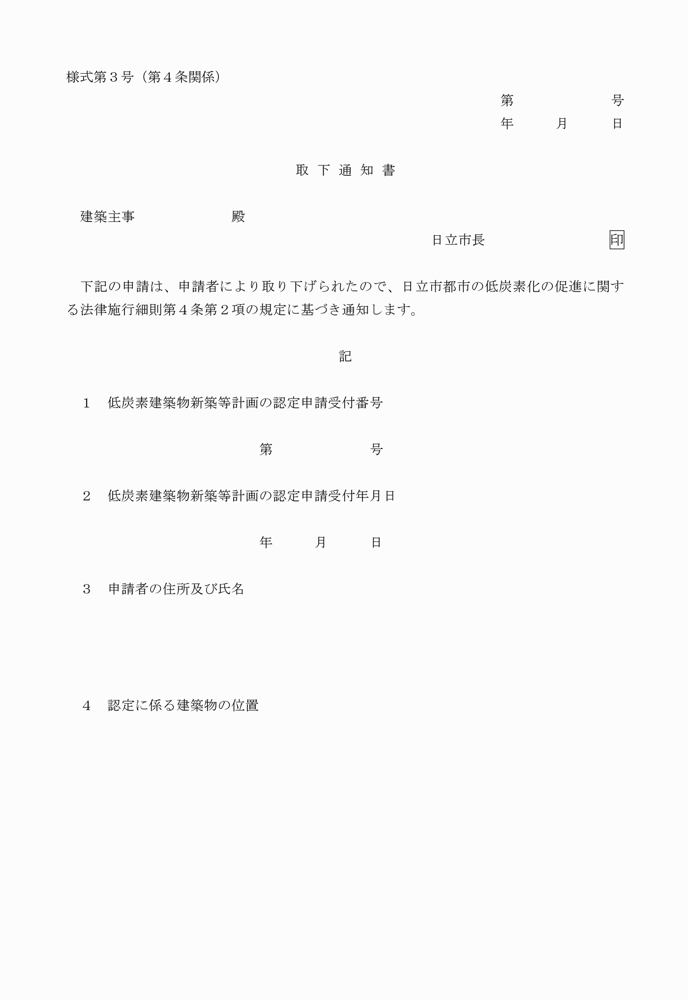 様式第３号（第４条関係）
第　　　　　　　号
年　　　月　　　日
取下通知書
建築主事　　　　　　　殿
日立市長　　　　　　　　　印
下記の申請は、申請者により取り下げられたので、日立市都市の低炭素化の促進に関す
る法律施行細則第４条第２項の規定に基づき通知します。
記
１　低炭素建築物新築等計画の認定申請受付番号
第　　　　　　　号
２　低炭素建築物新築等計画の認定申請受付年月日
年　　　月　　　日
３　申請者の住所及び氏名
４　認定に係る建築物の位置